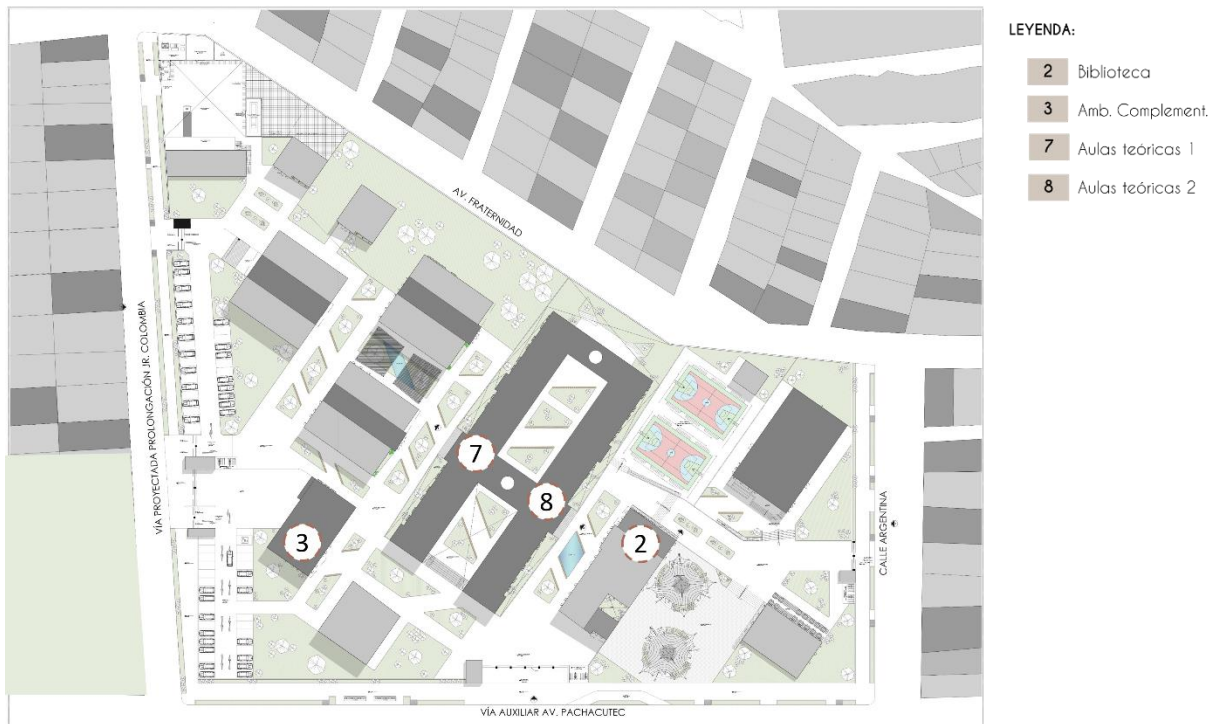 LEYENDA:
2 Biblioteca
3 Amb. Complement.
7 Aulas teóricas 1
8 Aulas teóricas 2
AV. FRATERNIDAD
VÍA PROYECTADA PROLONGACIÓN JR. COLOMBIA
7
8
3
2
CALLE ARGENTINA
VÍA AUXILIAR AV. PACHACUTEC